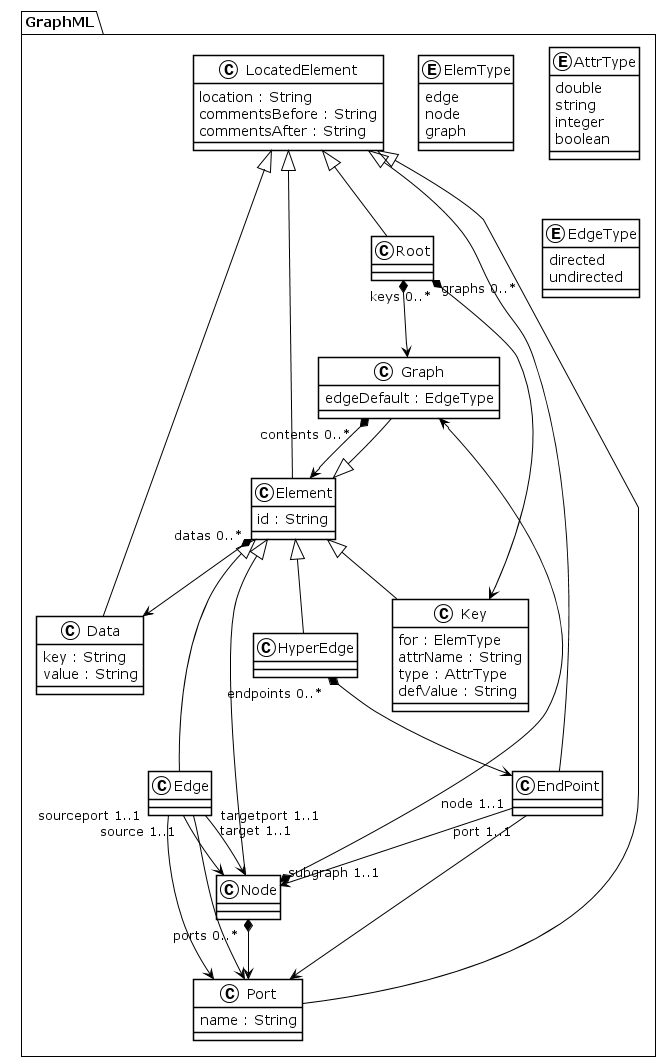 GraphML
C LocatedElement
location : String
commentsBefore : String
commentsAfter : String
E ElemType
edge
node
graph
E AttrType
double
string
integer
boolean
E EdgeType
directed
undirected
C Root
keys 0..*
graphs 0..*
C Graph
edgeDefault : EdgeType
contents 0..*
C Element
id : String
datas 0..*
C Data
key : String
value : String
C HyperEdge
endpoints 0..*
C Key
for : ElemType
attrName : String
type : AttrType
defValue : String
C Edge
sourceport 1..1
source 1..1
targetport 1..1
target 1..1
C EndPoint
node 1..1
port 1..1
C Node
subgraph 1..1
ports 0..*
C Port
name : String